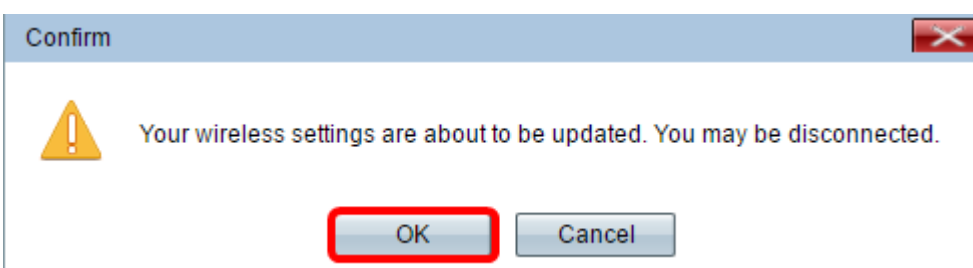 Confirm
Your wireless settings are about to be updated. You may be disconnected.
OK
Cancel